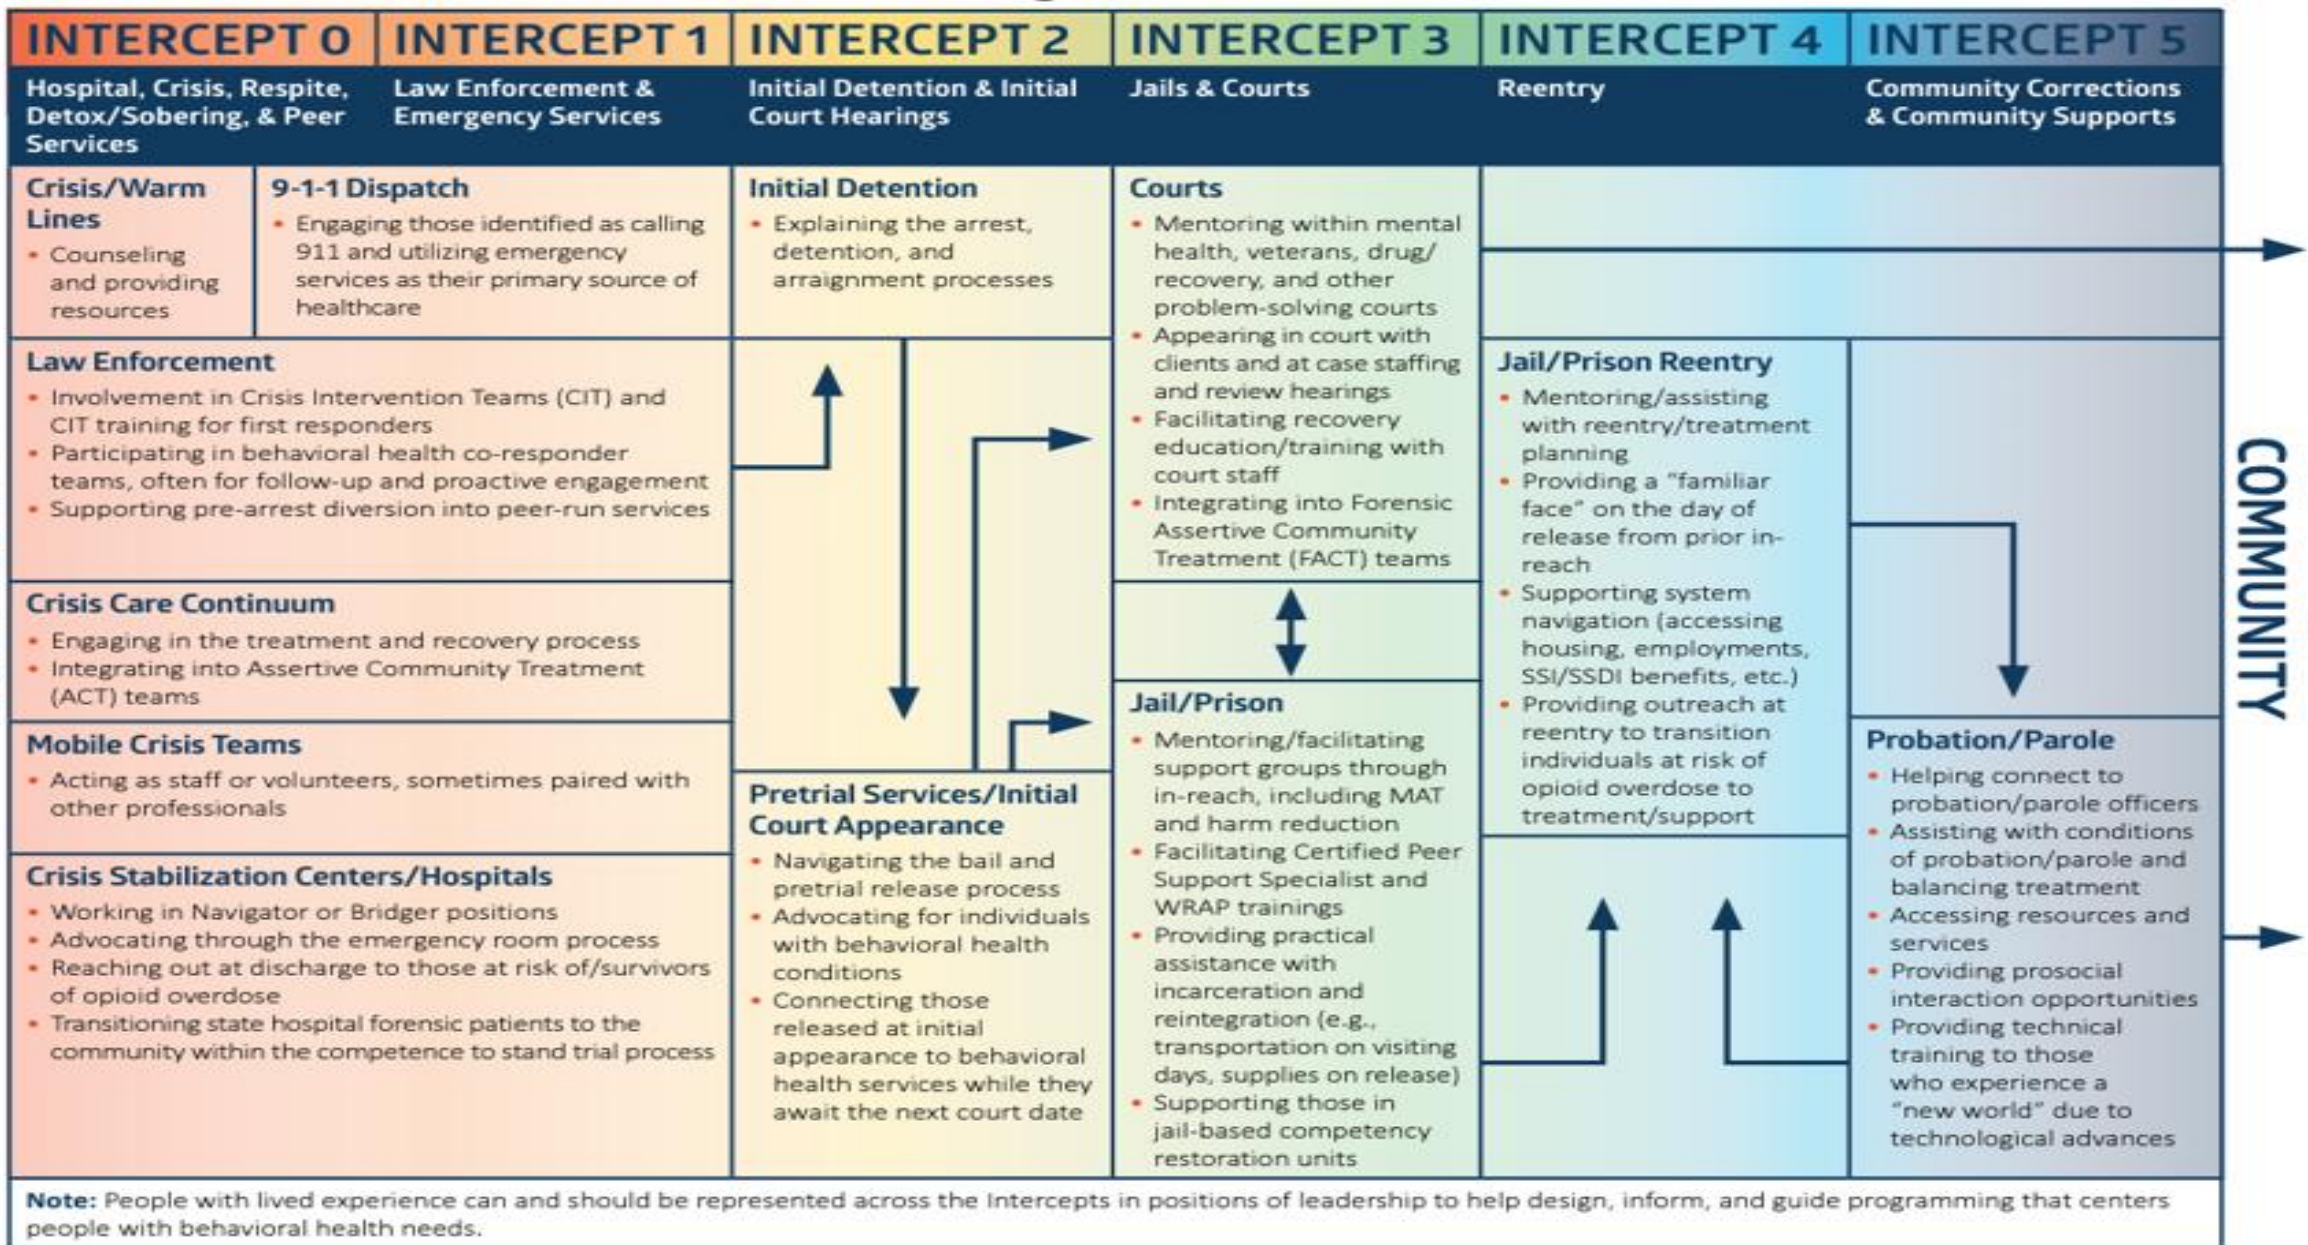 INTERCEPT 0
INTERCEPT 1
INTERCEPT 2
INTERCEPT 3
INTERCEPT 4
INTERCEPT 5
Hospital, Crisis, Respite,
Detox/Sobering, & Peer
Services
Law Enforcement &
Emergency Services
Initial Detention & Initial
Court Hearings
Jails & Courts
Reentry
Community Corrections
& Community Supports
Crisis/Warm
Lines
• Counseling
and providing
resources
9-1-1 Dispatch
• Engaging those identified as calling
911 and utilizing emergency
services as their primary source of
healthcare
Law Enforcement
• Involvement in Crisis Intervention Teams (CIT) and
CIT training for first responders
• Participating in behavioral health co-responder
teams, often for follow-up and proactive engagement
• Supporting pre-arrest diversion into peer-run services
Crisis Care Continuum
• Engaging in the treatment and recovery process
• Integrating into Assertive Community Treatment
(ACT) teams
Mobile Crisis Teams
• Acting as staff or volunteers, sometimes paired with
other professionals
Crisis Stabilization Centers/Hospitals
• Working in Navigator or Bridger positions
• Advocating through the emergency room process
• Reaching out at discharge to those at risk of/survivors
of opioid overdose
• Transitioning state hospital forensic patients to the
community within the competence to stand trial process
Initial Detention
• Explaining the arrest,
detention, and
arraignment processes
Pretrial Services/Initial
Court Appearance
• Navigating the bail and
pretrial release process
• Advocating for individuals
with behavioral health
conditions
• Connecting those
released at initial
appearance to behavioral
health services while they
await the next court date
Courts
• Mentoring within mental
health, veterans, drug/
recovery, and other
problem-solving courts
• Appearing in court with
clients and at case staffing
and review hearings
• Facilitating recovery
education/training with
court staff
• Integrating into Forensic
Assertive Community
Treatment (FACT) teams
Jail/Prison
• Mentoring/facilitating
support groups through
in-reach, including MAT
and harm reduction
• Facilitating Certified Peer
Support Specialist and
WRAP trainings
• Providing practical
assistance with
incarceration and
reintegration (e.g.,
transportation on visiting
days, supplies on release)
• Supporting those in
jail-based competency
restoration units
Jail/Prison Reentry
• Mentoring/assisting
with reentry/treatment
planning
• Providing a “familiar
face” on the day of
release from prior in-
reach
• Supporting system
navigation (accessing
housing, employments,
SSI/SSDI benefits, etc.)
• Providing outreach at
reentry to transition
individuals at risk of
opioid overdose to
treatment/support
Probation/Parole
• Helping connect to
probation/parole officers
• Assisting with conditions
of probation/parole and
balancing treatment
• Accessing resources and
services
• Providing prosocial
interaction opportunities
• Providing technical
training to those
who experience a
“new world” due to
technological advances
COMMUNITY
Note: People with lived experience can and should be represented across the Intercepts in positions of leadership to help design, inform, and guide programming that centers
people with behavioral health needs.